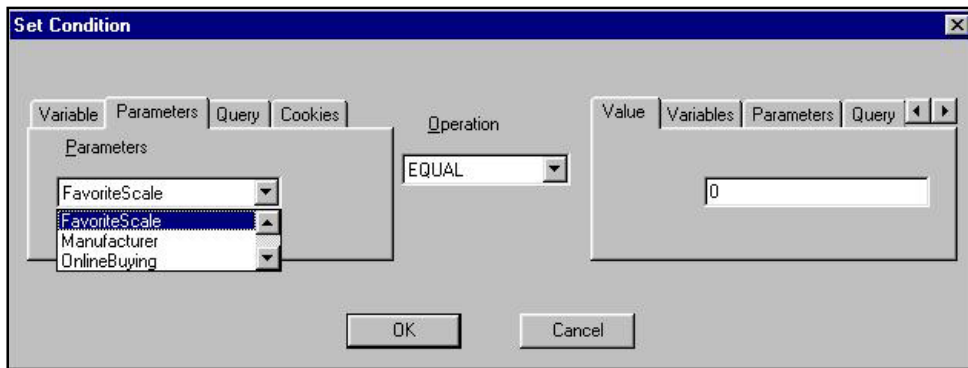 Set Condition
Variable Parameters Query Cookies
Parameters
FavoriteScale
FavoriteScale
Manufacturer
OnlineBuying
Operation
EQUAL
Value Variables Parameters Query
0
OK Cancel